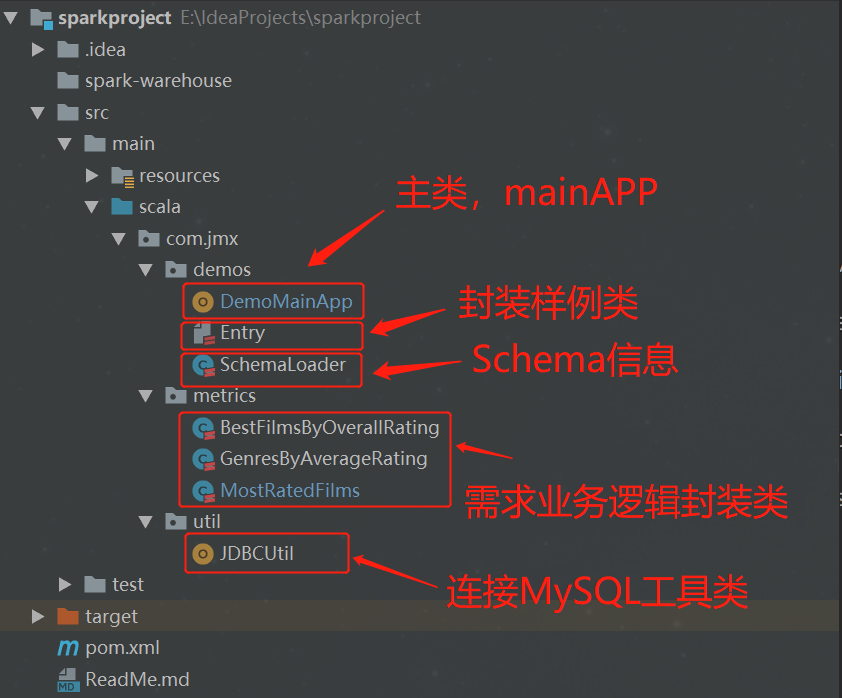 sparkproject E:\IdeaProjects\sparkproject
.idea
spark-warehouse
src
main
resources
主类，mainAPP
scala
com.jmx
demos
DemoMainApp
封装样例类
Entry
Schema信息
SchemaLoader
metrics
BestFilmsByOverallRating
GenresByAverageRating
MostRatedFilms
需求业务逻辑封装类
util
JDBCUtil
连接MySQL工具类
test
target
pom.xml
ReadMe.md